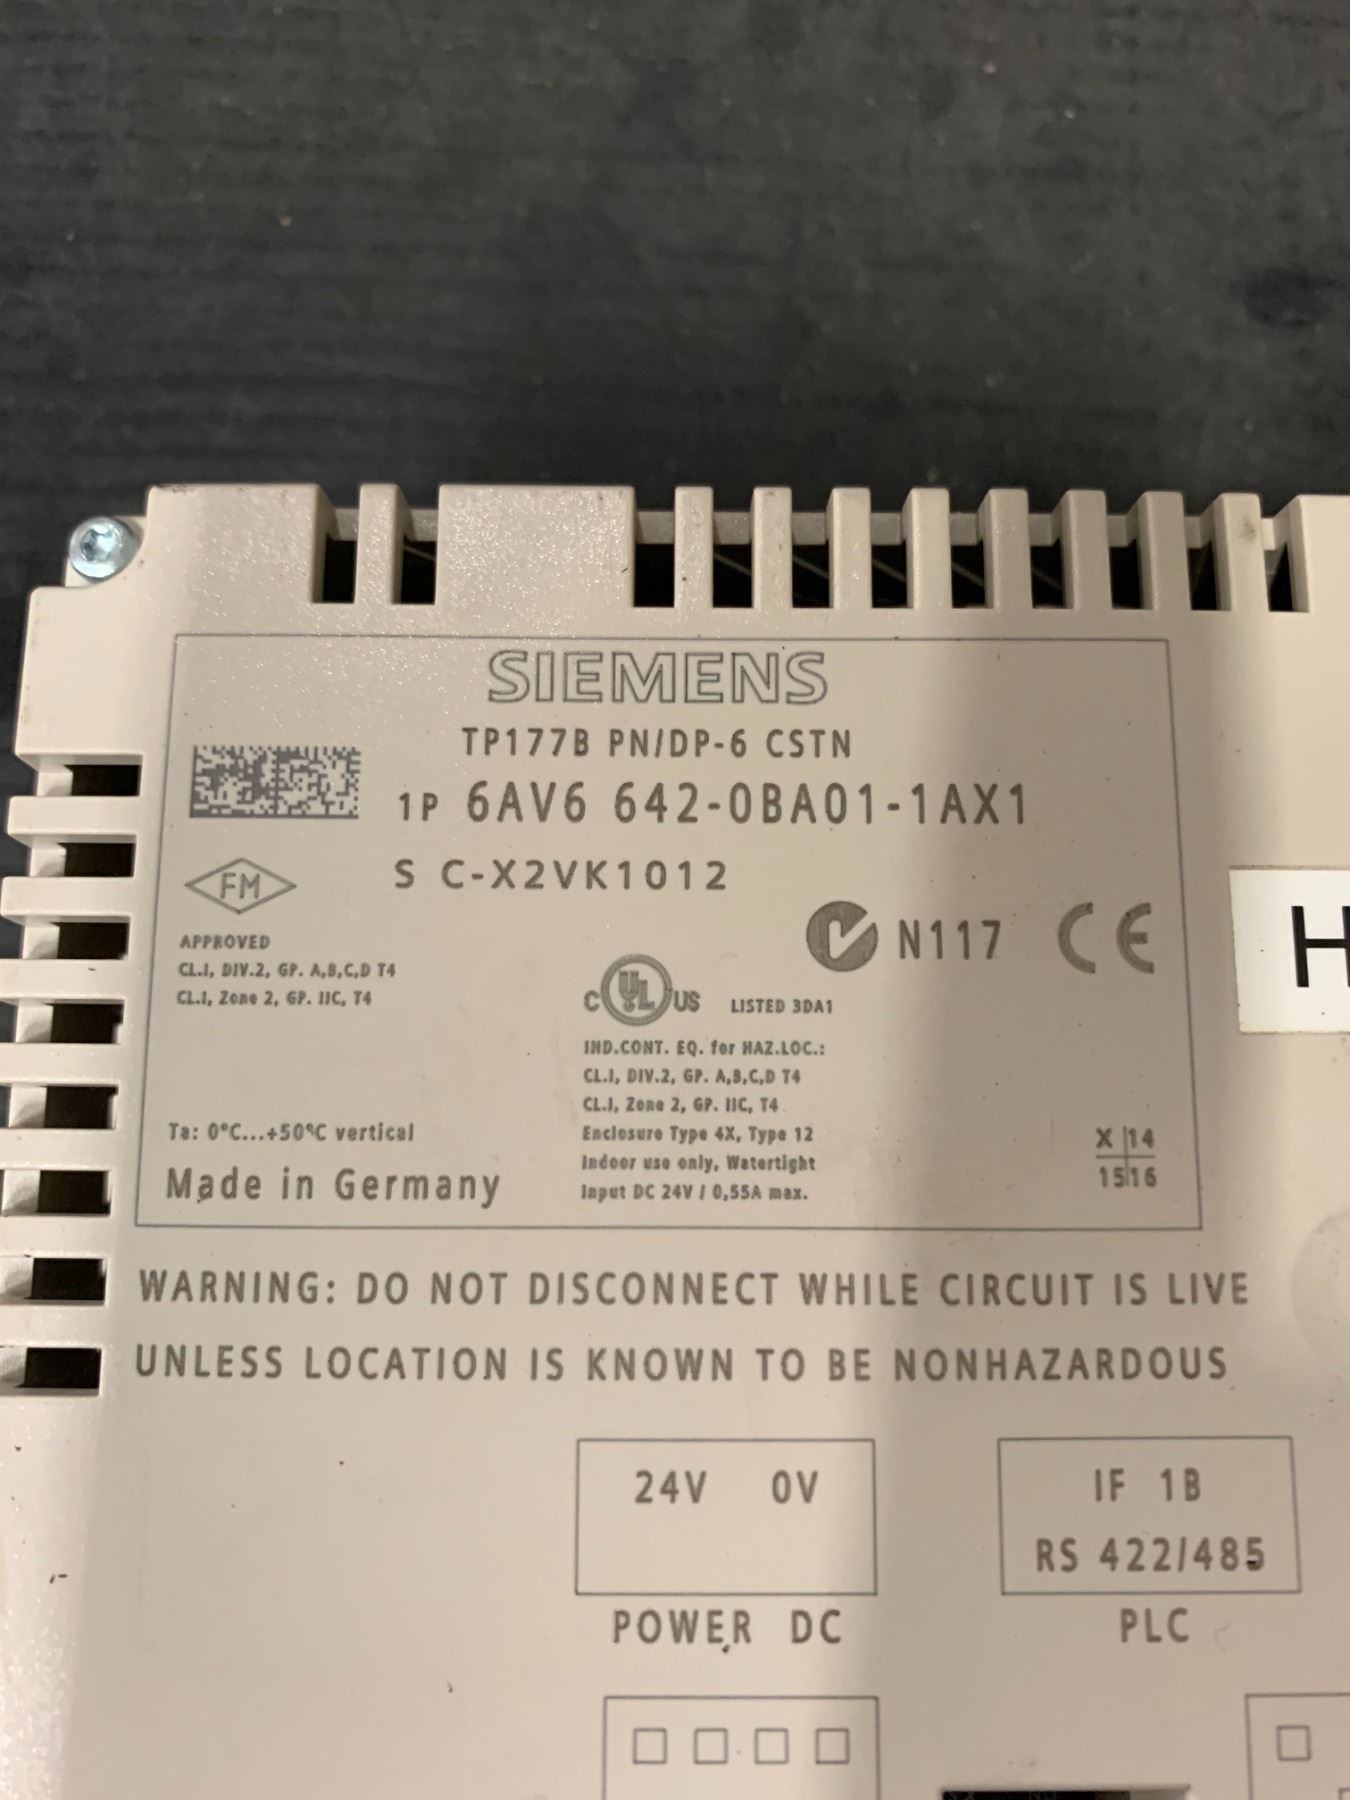 SIEMENS
TP177B PN/DP-6 CSTN
1P 6AV6 642-0BA01-1AX1
S C-X2VK1012
FM
N117 CE
APPROVED
CL.I, DIV.2, GP. A,B,C,D T4
CL.I, Zone 2, GP. IIC, T4
C UL US LISTED 3DA1
IND.CONT. EQ. for HAZ.LOC.:
CL.I, DIV.2, GP. A,B,C,D T4
CL.I, Zone 2, GP. IIC, T4
Enclosure Type 4X, Type 12
Indoor use only, Watertight
Input DC 24V / 0,55A max.
Ta: 0°C...+50°C vertical
Made in Germany
X 14
15 16
H
WARNING: DO NOT DISCONNECT WHILE CIRCUIT IS LIVE
UNLESS LOCATION IS KNOWN TO BE NONHAZARDOUS
24V 0V
POWER DC
IF 1B
RS 422/485
PLC